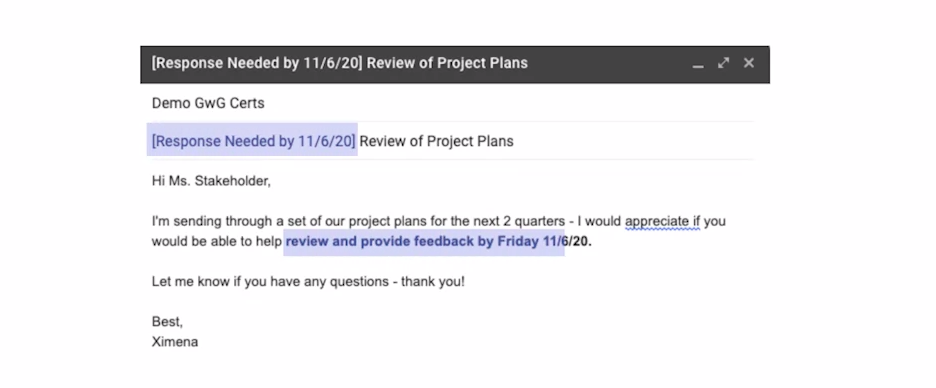 [Response Needed by 11/6/20] Review of Project Plans
Demo GwG Certs
[Response Needed by 11/6/20] Review of Project Plans
Hi Ms. Stakeholder,
I'm sending through a set of our project plans for the next 2 quarters - I would appreciate if you
would be able to help review and provide feedback by Friday 11/6/20.
Let me know if you have any questions - thank you!
Best,
Ximena